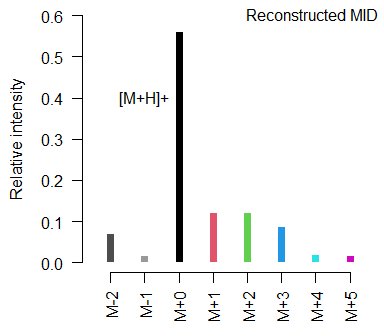 Reconstructed MID
Relative intensity
0.6
0.5
0.4
0.3
0.2
0.1
0.0
[M+H]+
M-2
M-1
M+0
M+1
M+2
M+3
M+4
M+5